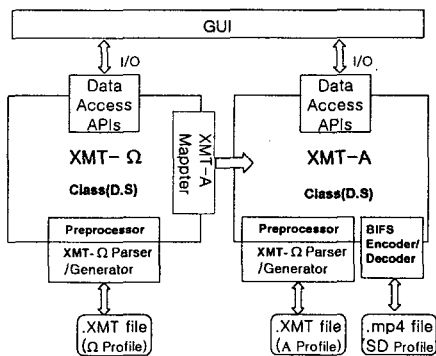 GUI
I/O
I/O
Data
Access
APIs
Data
Access
APIs
XMT-Ω
Class(D.S)
XMT-A
Mappter
XMT-A
Class(D.S)
Preprocessor
XMT-Ω Parser
/Generator
Preprocessor
XMT-Ω Parser
/Generator
BIFS
Encoder/
Decoder
.XMT file
(Ω Profile)
.XMT file
(A Profile)
.mp4 file
SD Profile)